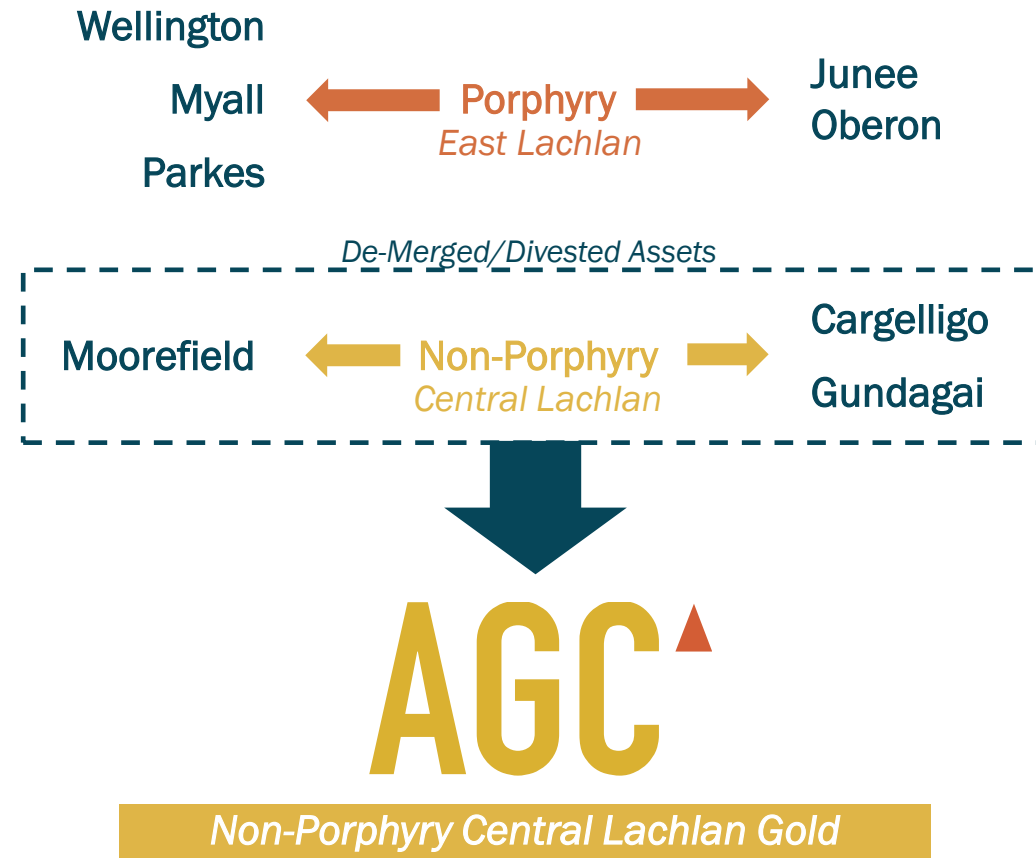 Wellington
Myall
Parkes
Porphyry
East Lachlan
Junee
Oberon
De-Merged/Divested Assets
Moorefield
Non-Porphyry
Central Lachlan
Cargelligo
Gundagai
AGC
Non-Porphyry Central Lachlan Gold